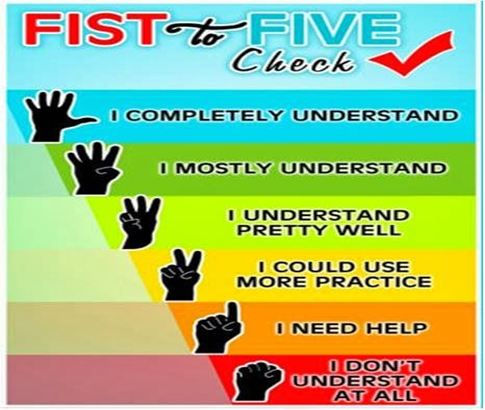 FIST to FIVE
Check
I COMPLETELY UNDERSTAND
I MOSTLY UNDERSTAND
I UNDERSTAND
PRETTY WELL
I COULD USE
MORE PRACTICE
I NEED HELP
I DON'T
UNDERSTAND
AT ALL